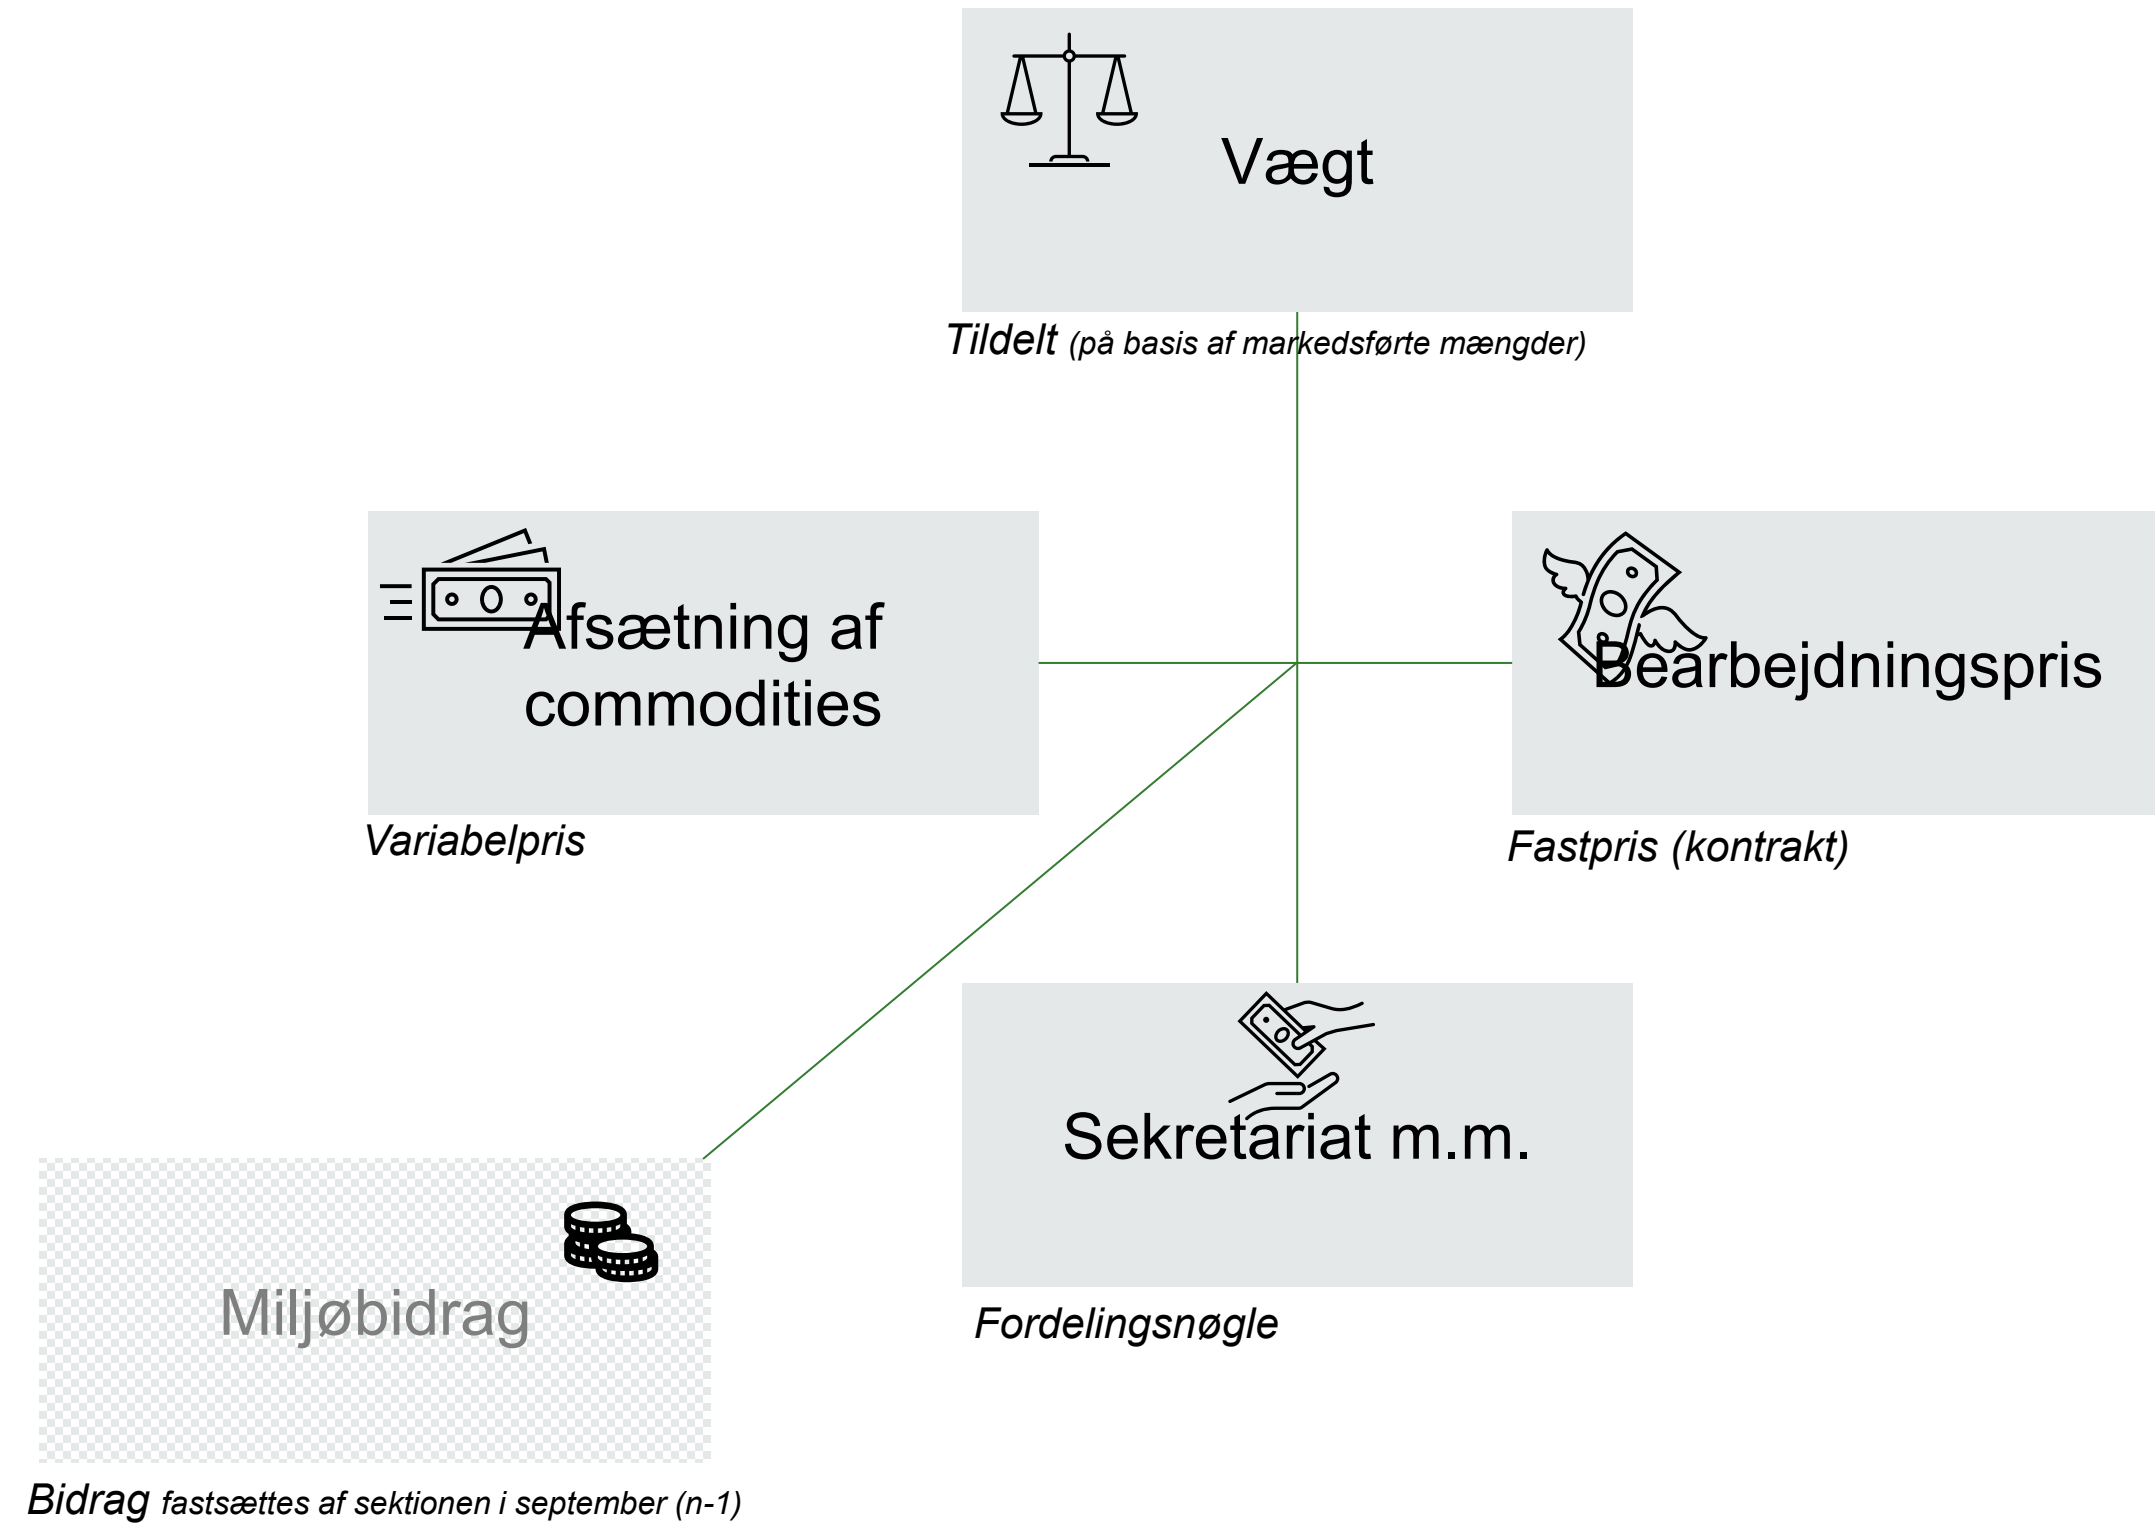 Vægt
Tildelt (på basis af markedsførte mængder)
Afsætning af
commodities
Variabelpris
Bearbejdningspris
Fastpris (kontrakt)
Sekretariat m.m.
Fordelingsnøgle
Miljøbidrag
Bidrag fastsættes af sektionen i september (n-1)